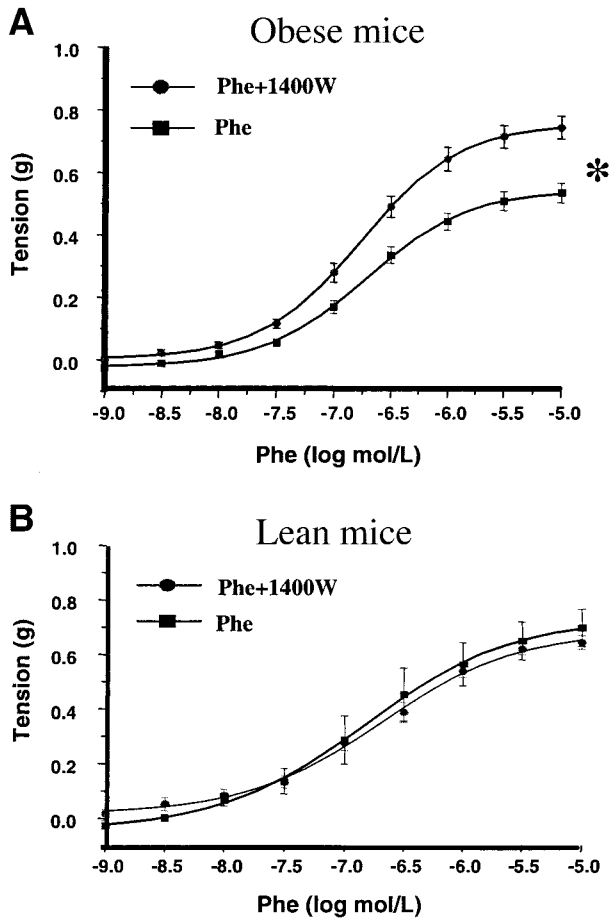 A
Obese mice
1.0
0.8
0.6
0.4
0.2
0.0
Tension (g)
Phe+1400W
Phe
*
-9.0 -8.5 -8.0 -7.5 -7.0 -6.5 -6.0 -5.5 -5.0
Phe (log mol/L)
B
Lean mice
1.0
0.8
0.6
0.4
0.2
0.0
Tension (g)
Phe+1400W
Phe
-9.0 -8.5 -8.0 -7.5 -7.0 -6.5 -6.0 -5.5 -5.0
Phe (log mol/L)